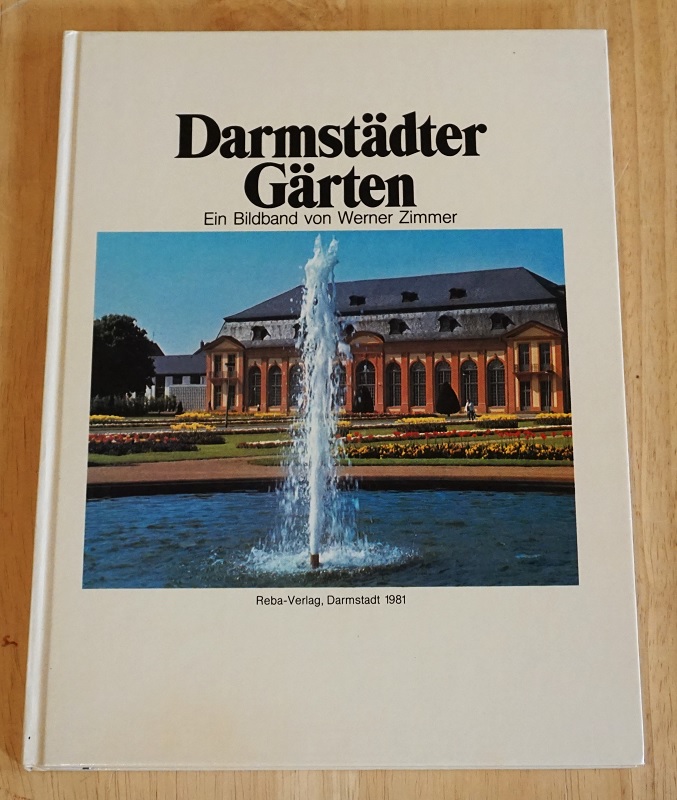 Darmstädter
Gärten
Ein Bildband von Werner Zimmer
Reba-Verlag, Darmstadt 1981